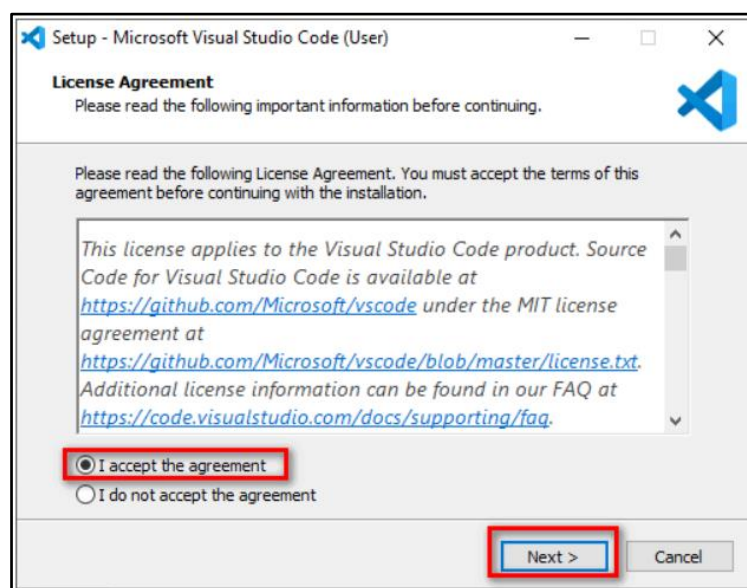 Setup - Microsoft Visual Studio Code (User)
License Agreement
Please read the following important information before continuing.
Please read the following License Agreement. You must accept the terms of this
agreement before continuing with the installation.
This license applies to the Visual Studio Code product. Source
Code for Visual Studio Code is available at
https://github.com/Microsoft/vscode under the MIT license
agreement at
https://github.com/Microsoft/vscode/blob/master/license.txt.
Additional license information can be found in our FAQ at
https://code.visualstudio.com/docs/supporting/faq.
I accept the agreement
I do not accept the agreement
Next > Cancel